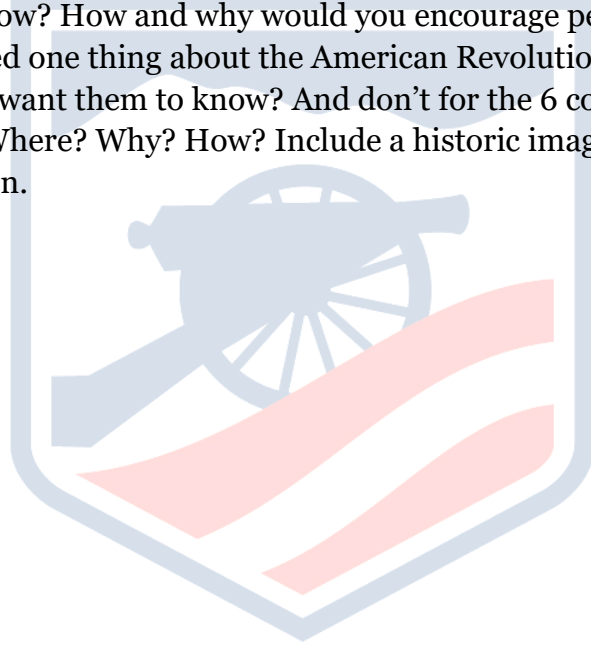 ow? How and why would you encourage pe
ed one thing about the American Revolutio
want them to know? And don't for the 6 co
Where? Why? How? Include a historic imag
n.